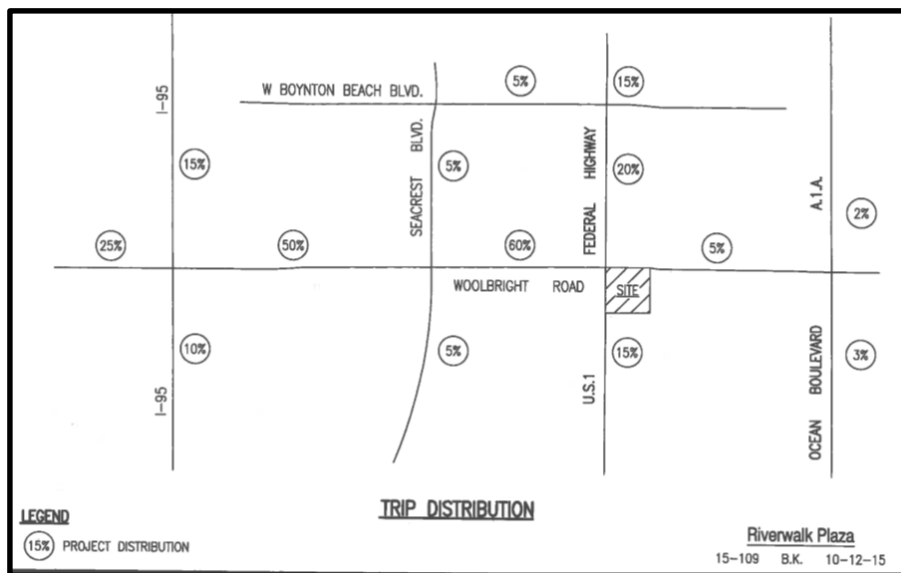 5%
15%
W BOYNTON BEACH BLVD.
I-95
15%
SEACREST BLVD.
5%
FEDERAL HIGHWAY
20%
A.1.A.
2%
25%
50%
60%
5%
WOOLBRIGHT ROAD
SITE
10%
5%
U.S.1
15%
OCEAN BOULEVARD
3%
I-95
TRIP DISTRIBUTION
LEGEND
15% PROJECT DISTRIBUTION
Riverwalk Plaza
15-109 B.K. 10-12-15